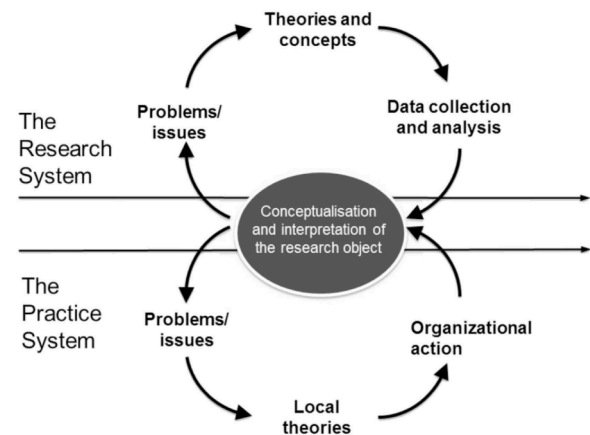 Theories and
concepts
Problems/
issues
Data collection
and analysis
The
Research
System
Conceptualisation
and interpretation of
the research object
The
Practice
System
Problems/
issues
Organizational
action
Local
theories